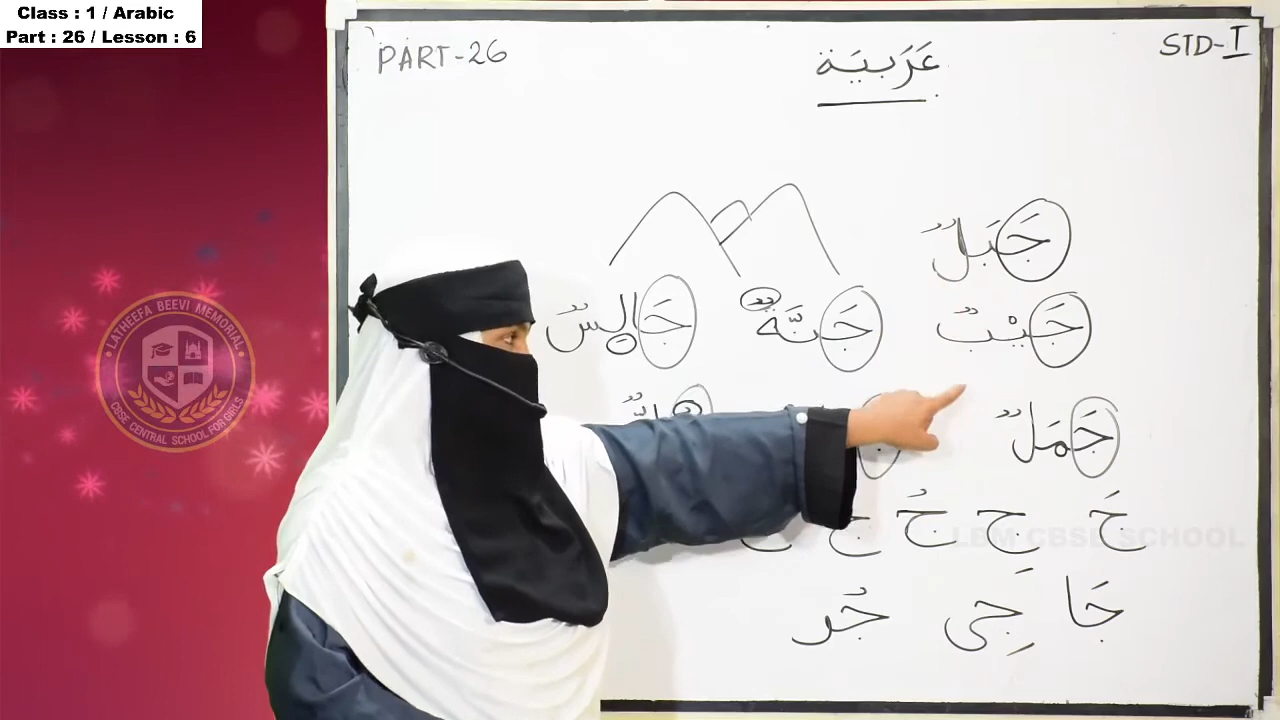 Class : 1 / Arabic
Part : 26 / Lesson : 6
PART-26
STD-I
عَرَبِيَة
جَبَلٌ
جَيْبٌ جَنَّةٌ جَالِسٌ
جَمَلٌ
جَ جِ جُ
جَا جِى جُر
LATHEEFA BEEVI MEMORIAL
CBSE CENTRAL SCHOOL FOR GIRLS
LBM CBSE SCHOOL